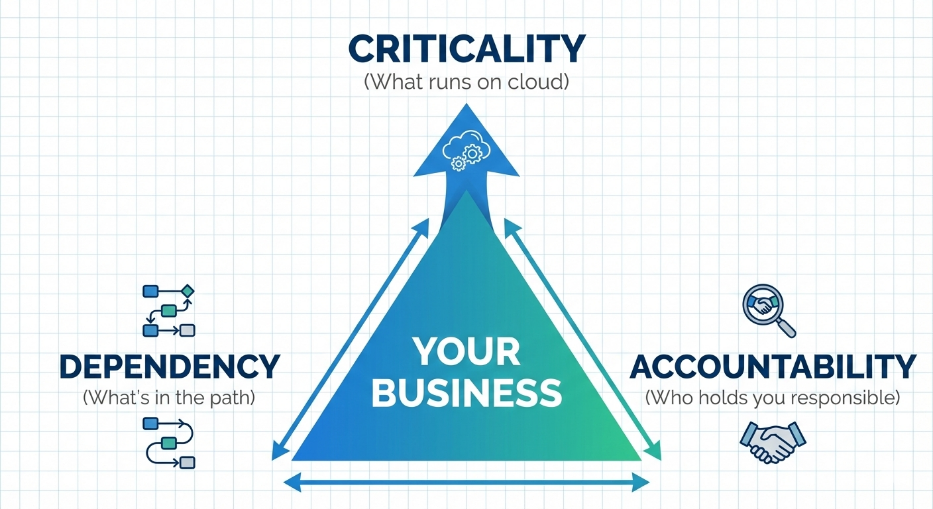 CRITICALITY
(What runs on cloud)
YOUR
BUSINESS
DEPENDENCY
(What's in the path)
ACCOUNTABILITY
(Who holds you responsible)